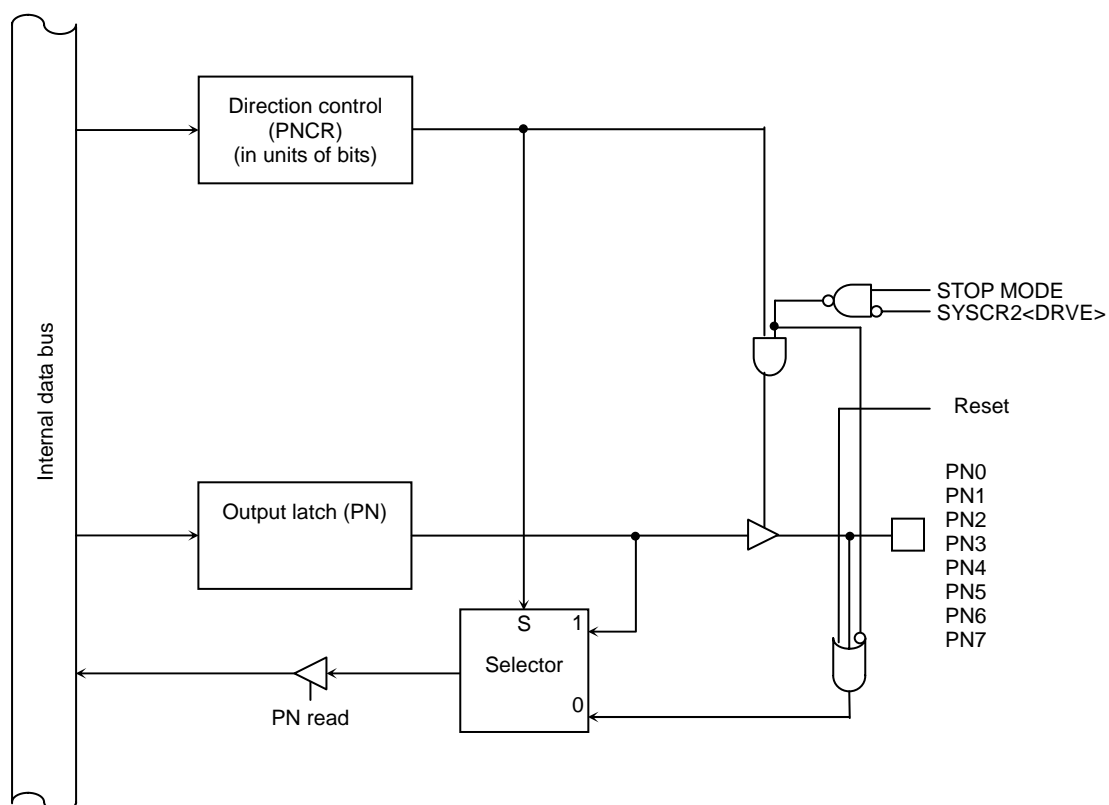 Direction control
(PNCR)
(in units of bits)
STOP MODE
SYSCR2<DRVE>
Internal data bus
Reset
Output latch (PN)
PN0
PN1
PN2
PN3
PN4
PN5
PN6
PN7
S
1
Selector
0
PN read